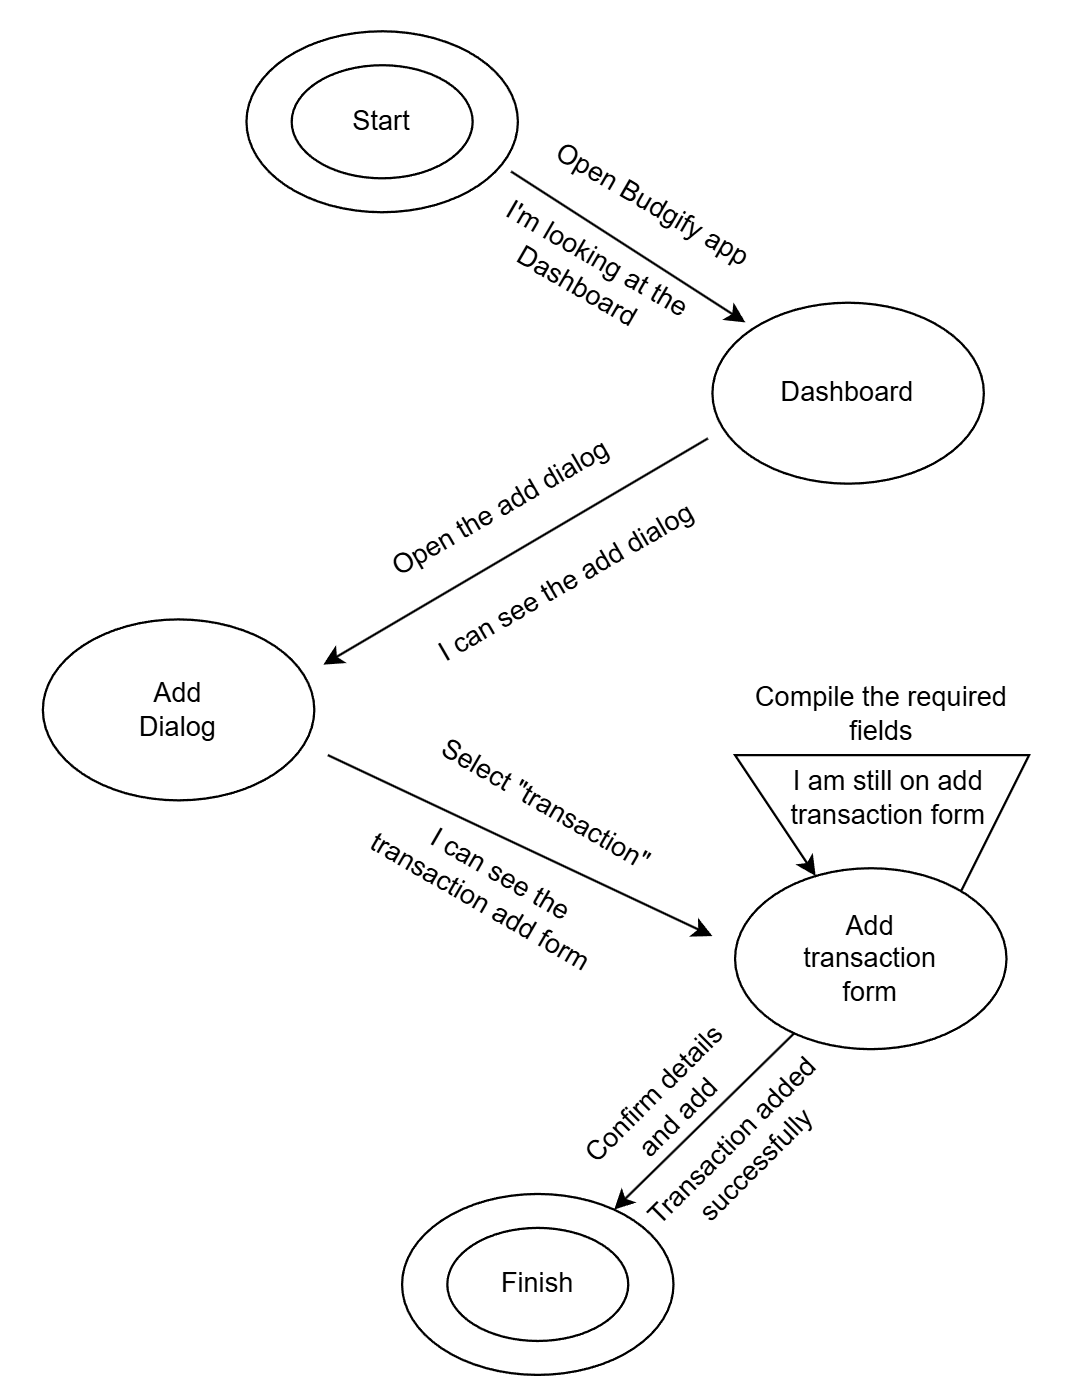 Start
Open Budgify app
I'm looking at the
Dashboard
Dashboard
Open the add dialog
I can see the add dialog
Add
Dialog
Select "transaction"
I can see the
transaction add form
Compile the required
fields
I am still on add
transaction form
Add
transaction
form
Confirm details
and add
Transaction added
successfully
Finish